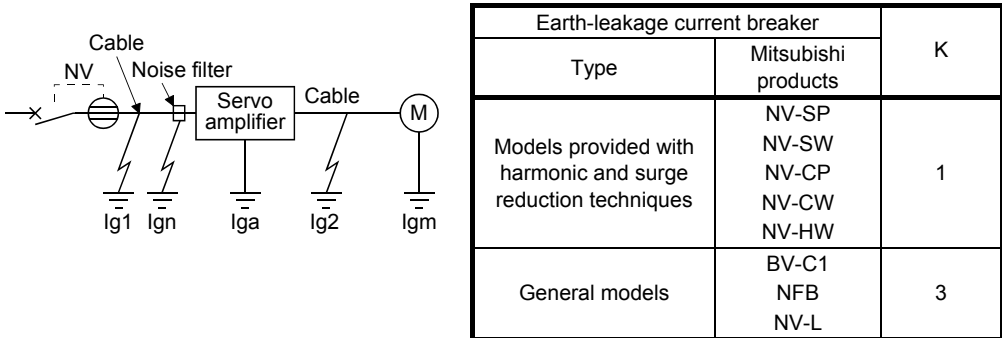 Cable
NV
Noise filter
Servo
amplifier
Cable
M
Ig1
Ign
Iga
Ig2
Igm
Earth-leakage current breaker
K
Type
Mitsubishi
products
Models provided with
harmonic and surge
reduction techniques
NV-SP
NV-SW
NV-CP
NV-CW
NV-HW
1
General models
BV-C1
NFB
NV-L
3